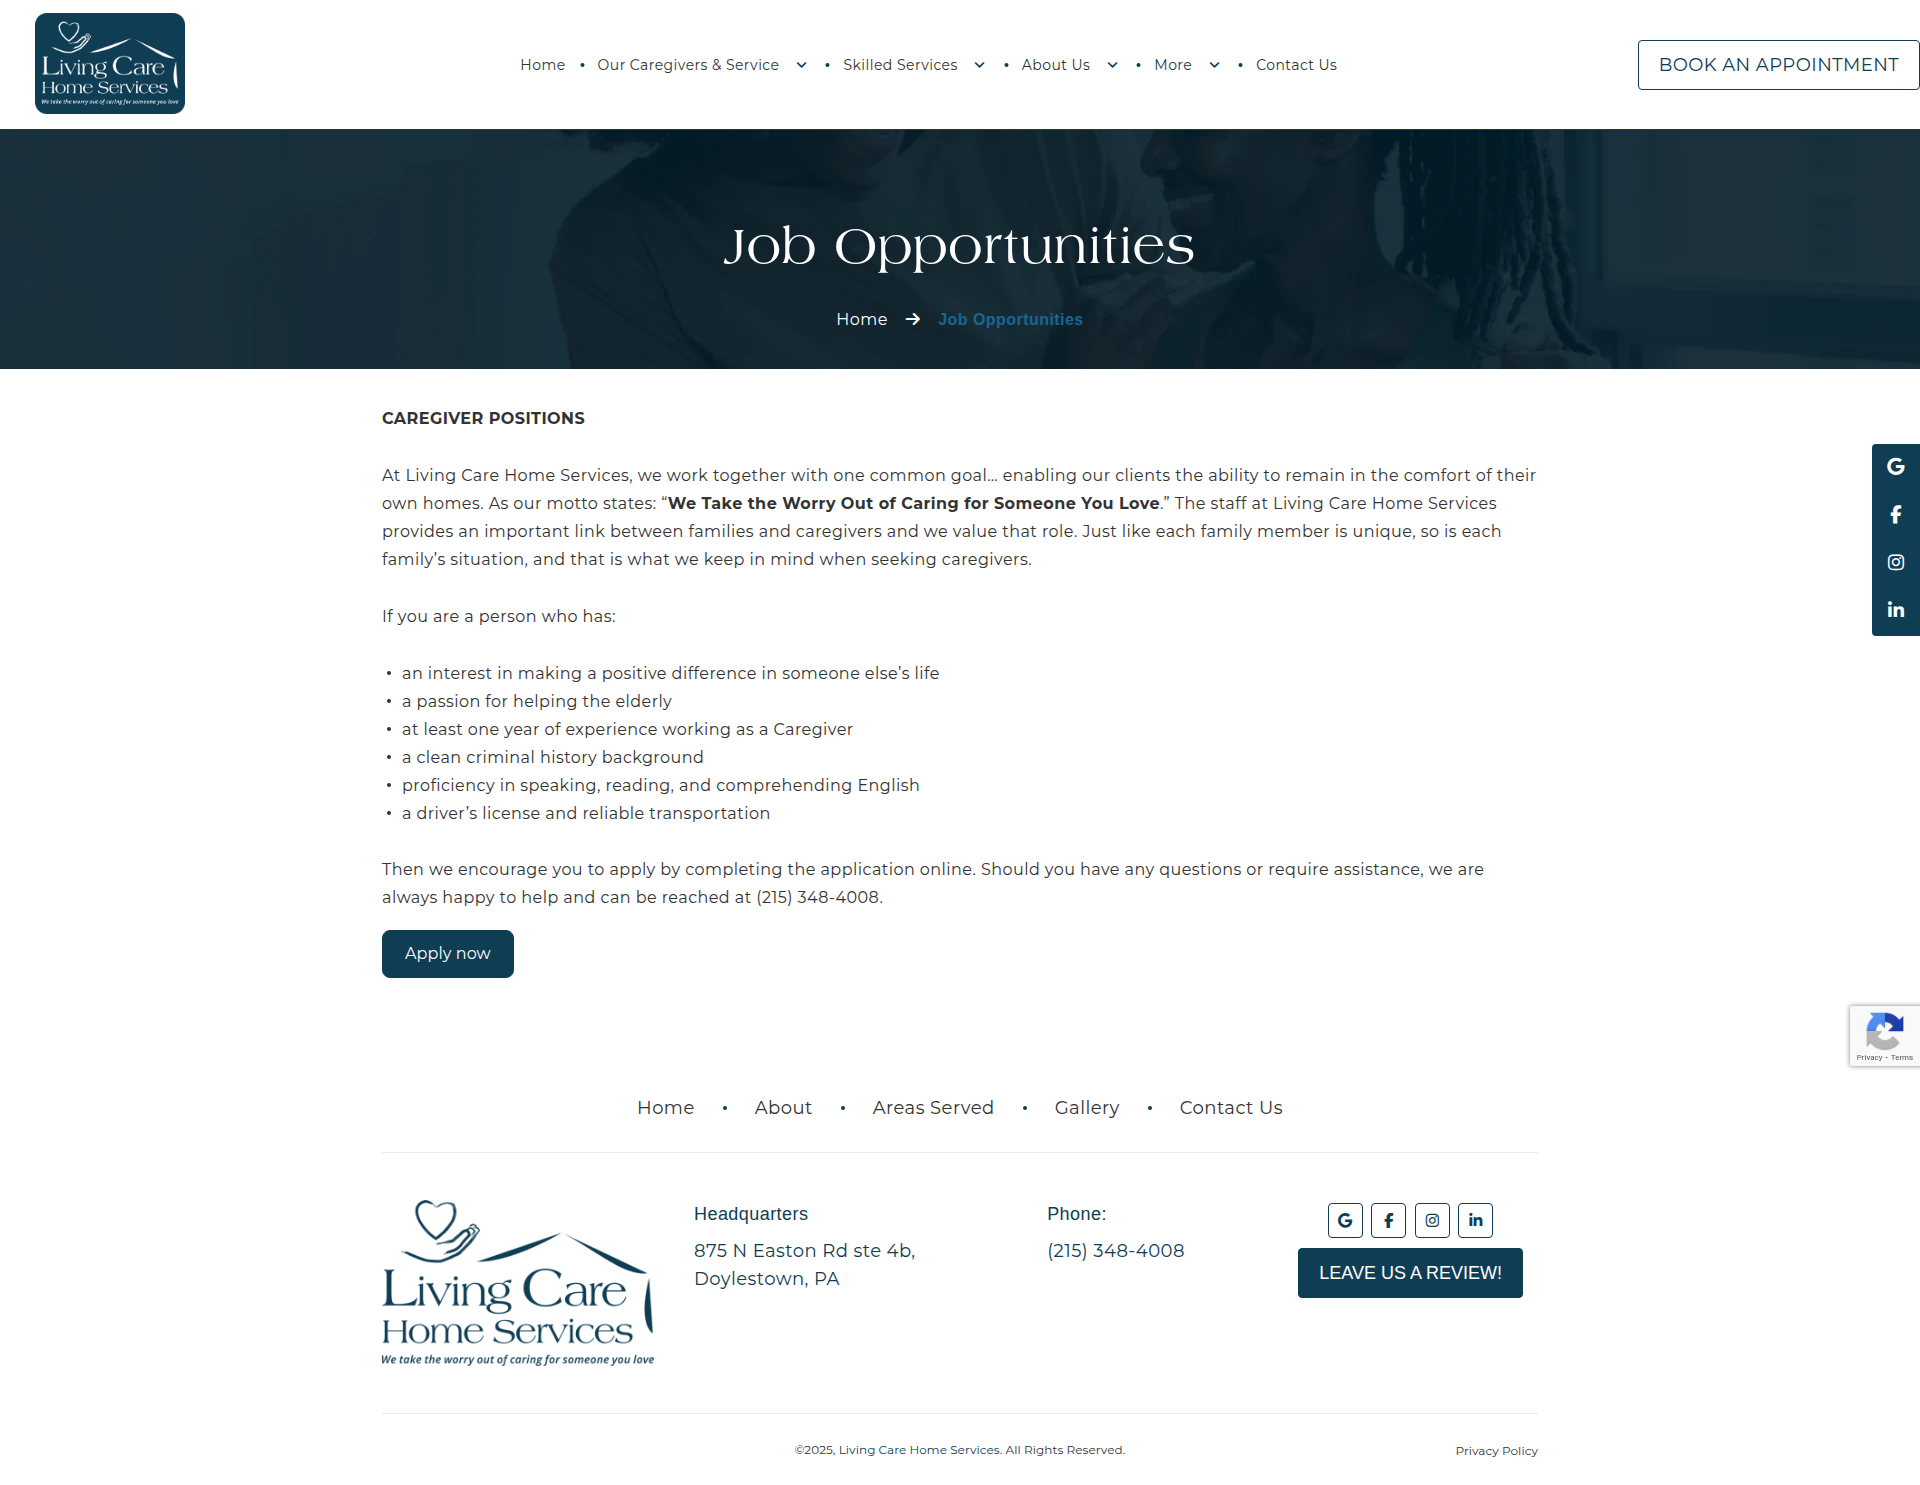 Living Care
Home Services
We take the worry out of caring for someone you love
Home • Our Caregivers & Service • Skilled Services • About Us • More • Contact Us
BOOK AN APPOINTMENT
Job Opportunities
Home → Job Opportunities
CAREGIVER POSITIONS
At Living Care Home Services, we work together with one common goal… enabling our clients the ability to remain in the comfort of their
own homes. As our motto states: “We Take the Worry Out of Caring for Someone You Love.” The staff at Living Care Home Services
provides an important link between families and caregivers and we value that role. Just like each family member is unique, so is each
family’s situation, and that is what we keep in mind when seeking caregivers.
If you are a person who has:
• an interest in making a positive difference in someone else’s life
• a passion for helping the elderly
• at least one year of experience working as a Caregiver
• a clean criminal history background
• proficiency in speaking, reading, and comprehending English
• a driver’s license and reliable transportation
Then we encourage you to apply by completing the application online. Should you have any questions or require assistance, we are
always happy to help and can be reached at (215) 348-4008.
Apply now
Privacy - Terms
Home • About • Areas Served • Gallery • Contact Us
Living Care
Home Services
We take the worry out of caring for someone you love
Headquarters
875 N Easton Rd ste 4b,
Doylestown, PA
Phone:
(215) 348-4008
LEAVE US A REVIEW!
©2025, Living Care Home Services. All Rights Reserved.
Privacy Policy